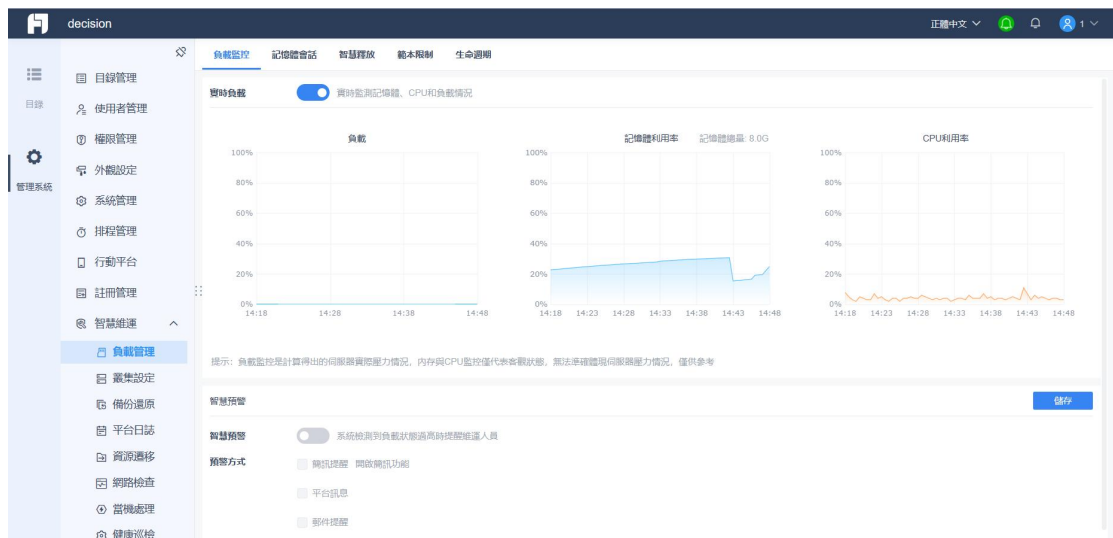 decision
正體中文
1
目錄
管理系統
目錄管理
使用者管理
權限管理
外觀設定
系統管理
排程管理
行動平台
註冊管理
智慧維運
負載管理
叢集設定
備份還原
平台日誌
資源遷移
網路檢查
當機處理
健康巡檢
負載監控 記憶體會話 智慧釋放 範本限制 生命週期
實時負載 實時監測記憶體、CPU和負載情況
負載
100%
80%
60%
40%
20%
0%
14:18 14:28 14:38 14:48
記憶體利用率 記憶體總量: 8.0G
100%
80%
60%
40%
20%
0%
14:18 14:23 14:28 14:33 14:38 14:43 14:48
CPU利用率
100%
80%
60%
40%
20%
0%
14:18 14:23 14:28 14:33 14:38 14:43 14:48
提示：負載監控是計算得出的伺服器實際壓力情況，內存與CPU監控僅代表客觀狀態，無法準確體現伺服器壓力情況，僅供參考
智慧預警 儲存
智慧預警 系統檢測到負載狀態過高時提醒維運人員
預警方式 簡訊提醒 開啟簡訊功能
平台訊息
郵件提醒